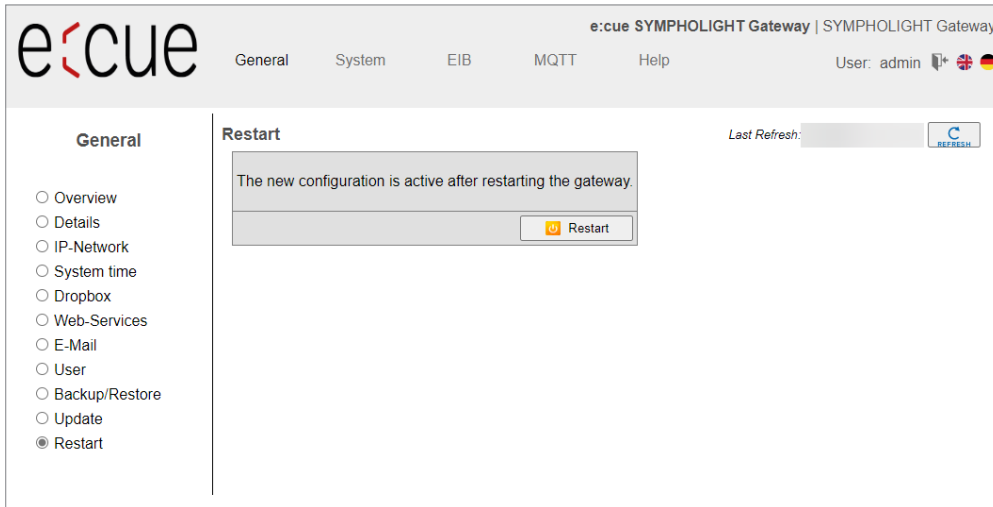 e:cue
e:cue SYMPHOLIGHT Gateway | SYMPHOLIGHT Gateway
General System EIB MQTT Help
User: admin
General
Overview
Details
IP-Network
System time
Dropbox
Web-Services
E-Mail
User
Backup/Restore
Update
Restart
Restart
Last Refresh:
REFRESH
The new configuration is active after restarting the gateway.
Restart